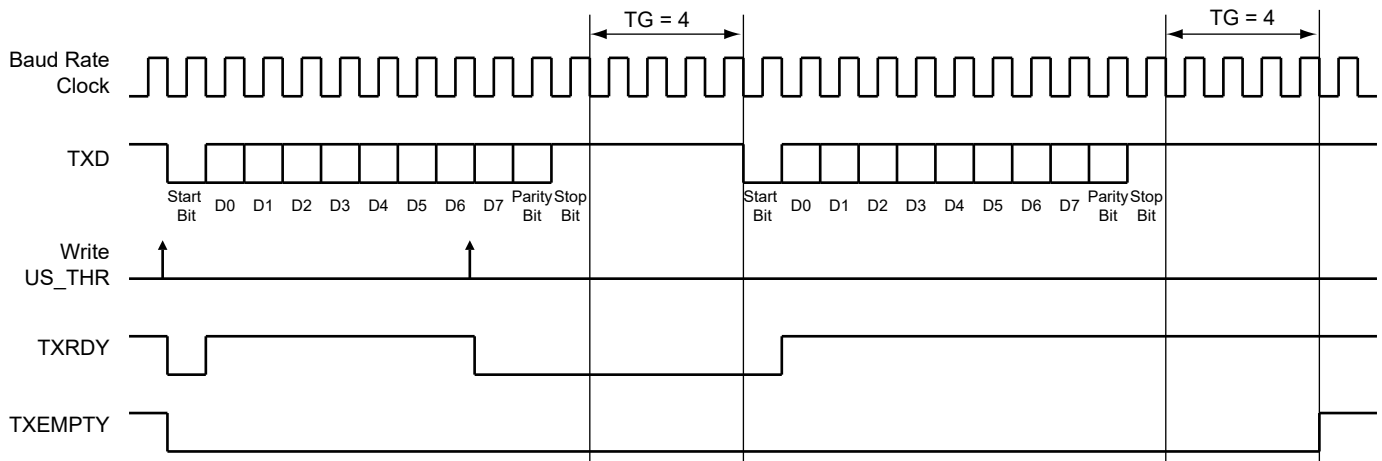 TG = 4
TG = 4
Baud Rate
Clock
TXD
Start
Bit
D0
D1
D2
D3
D4
D5
D6
D7
Parity
Bit
Stop
Bit
Start
Bit
D0
D1
D2
D3
D4
D5
D6
D7
Parity
Bit
Stop
Bit
Write
US_THR
TXRDY
TXEMPTY